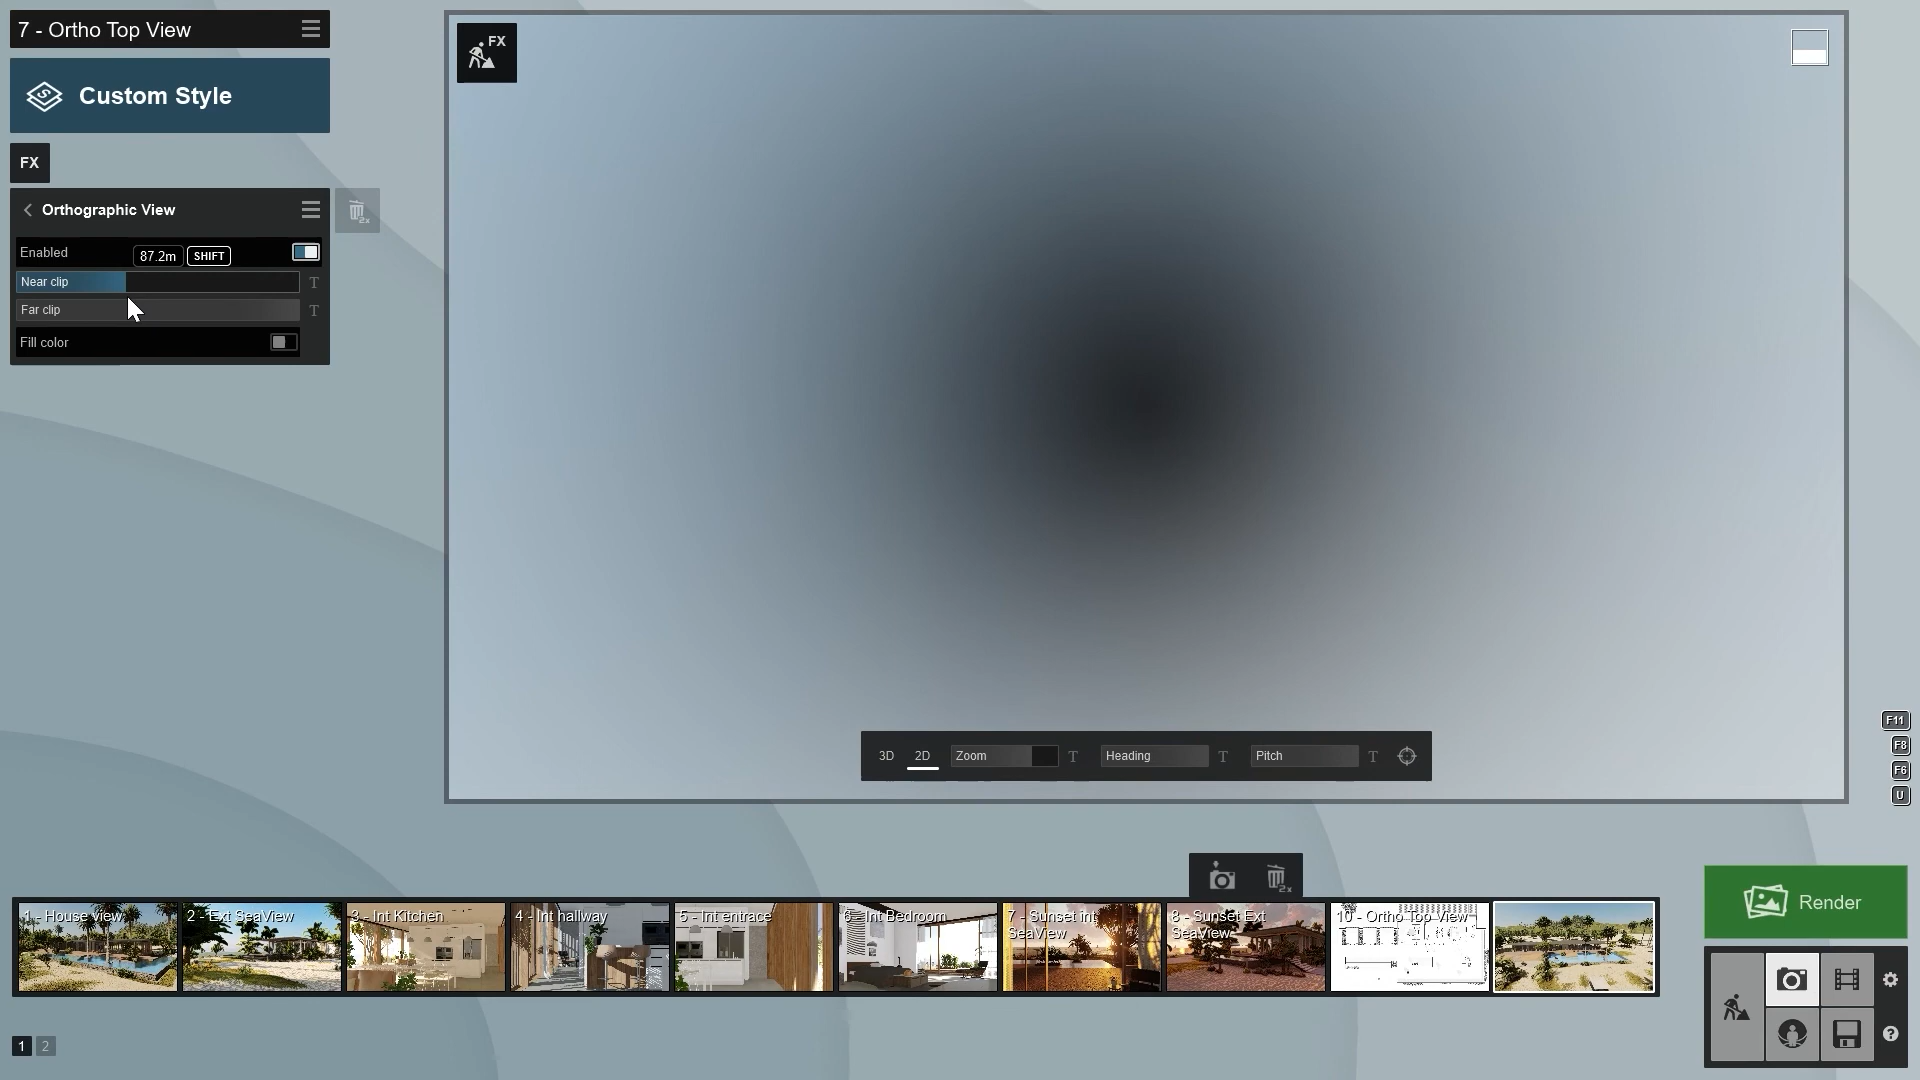 7 - Ortho Top View
Custom Style
FX
Orthographic View
2x
Enabled
87.2m
SHIFT
Near clip
T
Far clip
T
Fill color
FX
3D
2D
Zoom
T
Heading
T
Pitch
T
F11
F8
F6
U
2x
1 - House view
2 - Ext SeaView
3 - Int Kitchen
4 - Int hallway
5 - Int entrace
6 - Int Bedroom
7 - Sunset int
SeaView
8 - Sunset Ext
SeaView
10 - Ortho Top View
Render
1
2